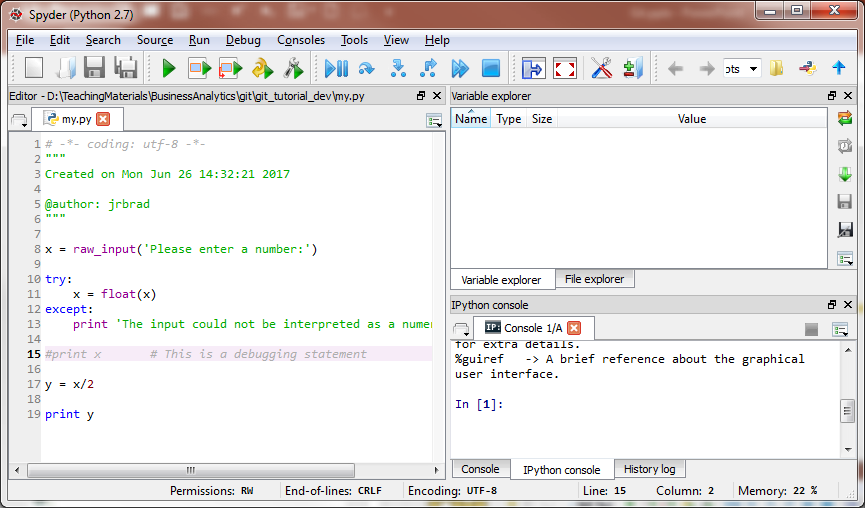 Spyder (Python 2.7)
File Edit Search Source Run Debug Consoles Tools View Help
pts
Editor - D:\TeachingMaterials\BusinessAnalytics\git\git_tutorial_dev\my.py
my.py
1 # -*- coding: utf-8 -*-
2 """
3 Created on Mon Jun 26 14:32:21 2017
4
5 @author: jrbrad
6 """
7
8 x = raw_input('Please enter a number:')
9
10 try:
11     x = float(x)
12 except:
13     print 'The input could not be interpreted as a numer
14
15 #print x       # This is a debugging statement
16
17 y = x/2
18
19 print y
Variable explorer
Name Type Size Value
Variable explorer File explorer
IPython console
IP: Console 1/A
for extra details.
%guiref   -> A brief reference about the graphical
user interface.
In [1]:
Console IPython console History log
Permissions: RW End-of-lines: CRLF Encoding: UTF-8 Line: 15 Column: 2 Memory: 22 %